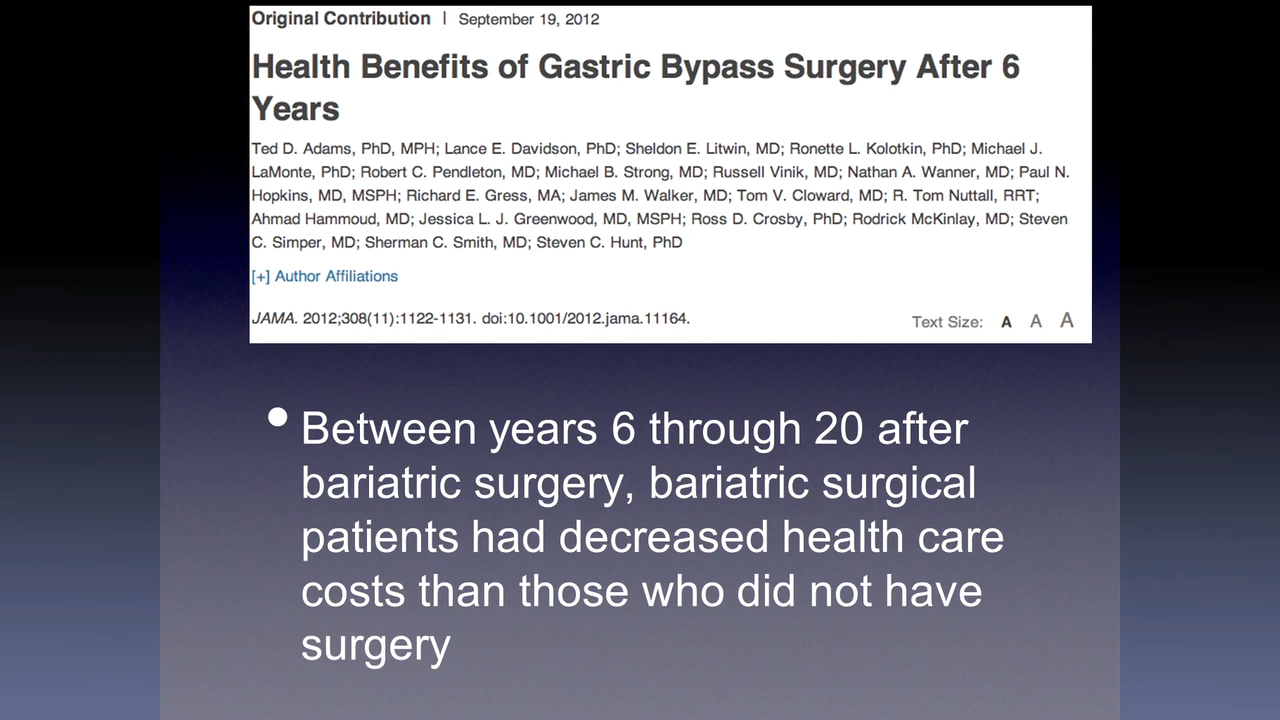 Original Contribution | September 19, 2012
Health Benefits of Gastric Bypass Surgery After 6
Years
Ted D. Adams, PhD, MPH; Lance E. Davidson, PhD; Sheldon E. Litwin, MD; Ronette L. Kolotkin, PhD; Michael J.
LaMonte, PhD; Robert C. Pendleton, MD; Michael B. Strong, MD; Russell Vinik, MD; Nathan A. Wanner, MD; Paul N.
Hopkins, MD, MSPH; Richard E. Gress, MA; James M. Walker, MD; Tom V. Cloward, MD; R. Tom Nuttall, RRT;
Ahmad Hammoud, MD; Jessica L. J. Greenwood, MD, MSPH; Ross D. Crosby, PhD; Rodrick McKinlay, MD; Steven
C. Simper, MD; Sherman C. Smith, MD; Steven C. Hunt, PhD
[+] Author Affiliations
JAMA. 2012;308(11):1122-1131. doi:10.1001/2012.jama.11164.
Text Size: A A A
• Between years 6 through 20 after
bariatric surgery, bariatric surgical
patients had decreased health care
costs than those who did not have
surgery